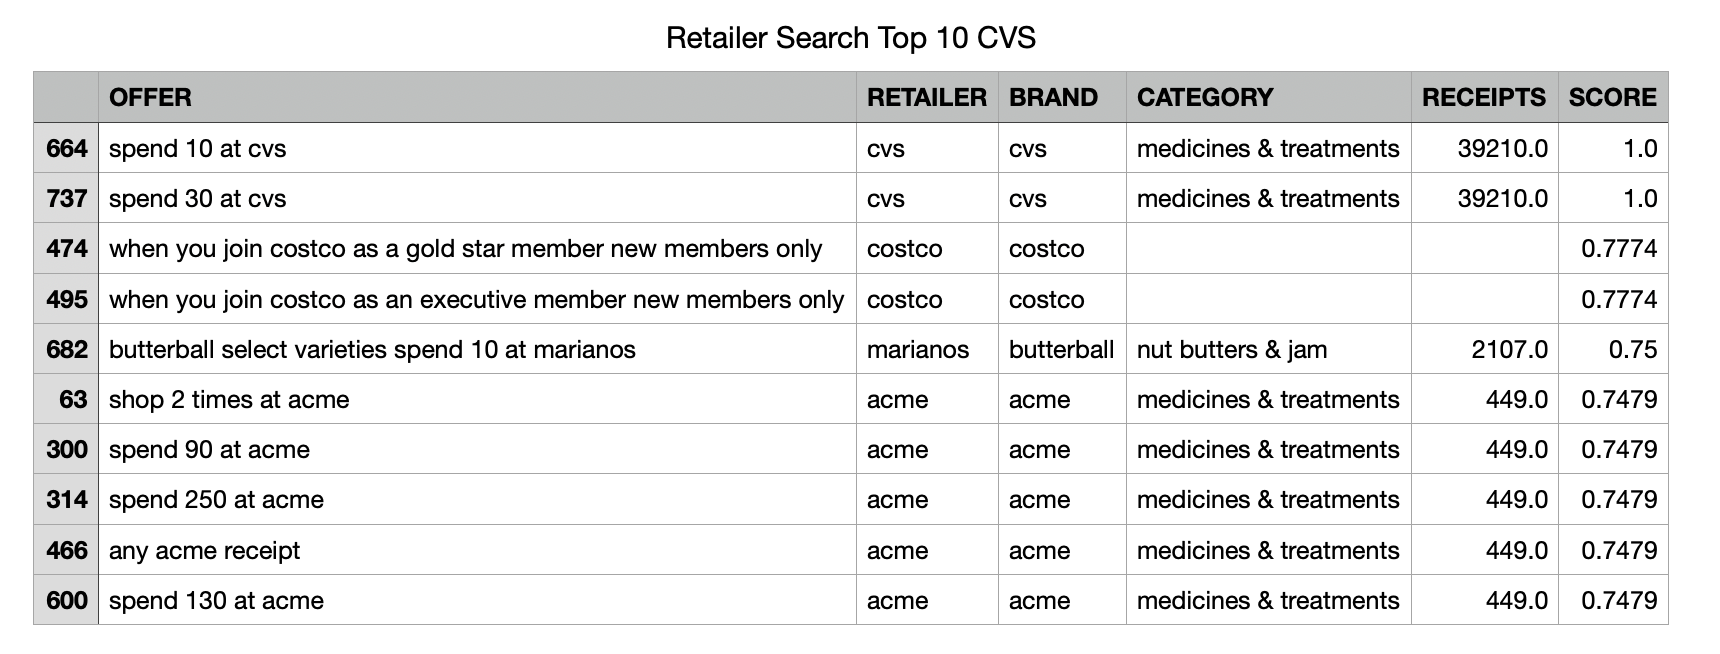 Retailer Search Top 10 CVS
OFFER RETAILER BRAND CATEGORY RECEIPTS SCORE
664 spend 10 at cvs cvs cvs medicines & treatments 39210.0 1.0
737 spend 30 at cvs cvs cvs medicines & treatments 39210.0 1.0
474 when you join costco as a gold star member new members only costco costco 0.7774
495 when you join costco as an executive member new members only costco costco 0.7774
682 butterball select varieties spend 10 at marianos marianos butterball nut butters & jam 2107.0 0.75
63 shop 2 times at acme acme acme medicines & treatments 449.0 0.7479
300 spend 90 at acme acme acme medicines & treatments 449.0 0.7479
314 spend 250 at acme acme acme medicines & treatments 449.0 0.7479
466 any acme receipt acme acme medicines & treatments 449.0 0.7479
600 spend 130 at acme acme acme medicines & treatments 449.0 0.7479